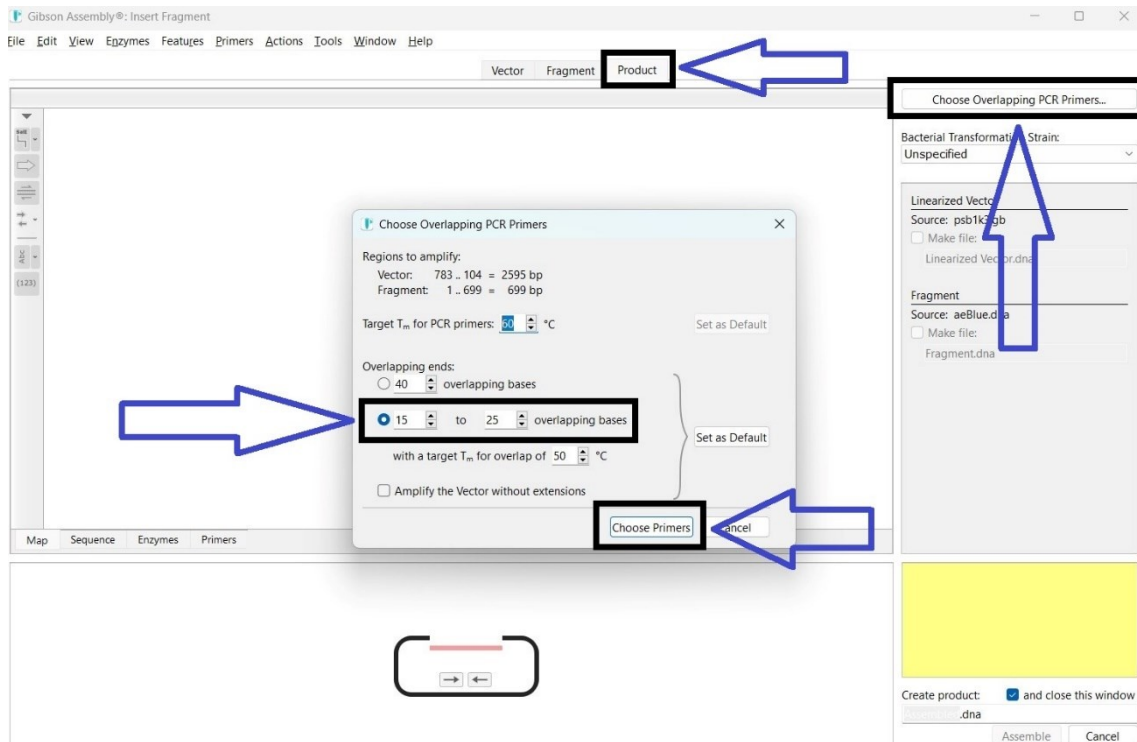 Gibson Assembly®: Insert Fragment
File Edit View Enzymes Features Primers Actions Tools Window Help
Vector Fragment Product
Choose Overlapping PCR Primers...
Bacterial Transformation Strain:
Unspecified
Linearized Vector
Source: psb1k3.gb
Make file:
Linearized Vector.dna
Fragment
Source: aeBlue.dna
Make file:
Fragment.dna
Choose Overlapping PCR Primers
Regions to amplify:
Vector: 783 .. 104 = 2595 bp
Fragment: 1 .. 699 = 699 bp
Target Tm for PCR primers: 60 °C
Set as Default
Overlapping ends:
40 overlapping bases
15 to 25 overlapping bases
Set as Default
with a target Tm for overlap of 50 °C
Amplify the Vector without extensions
Choose Primers Cancel
Map Sequence Enzymes Primers
Create product: and close this window
.dna
Assemble Cancel